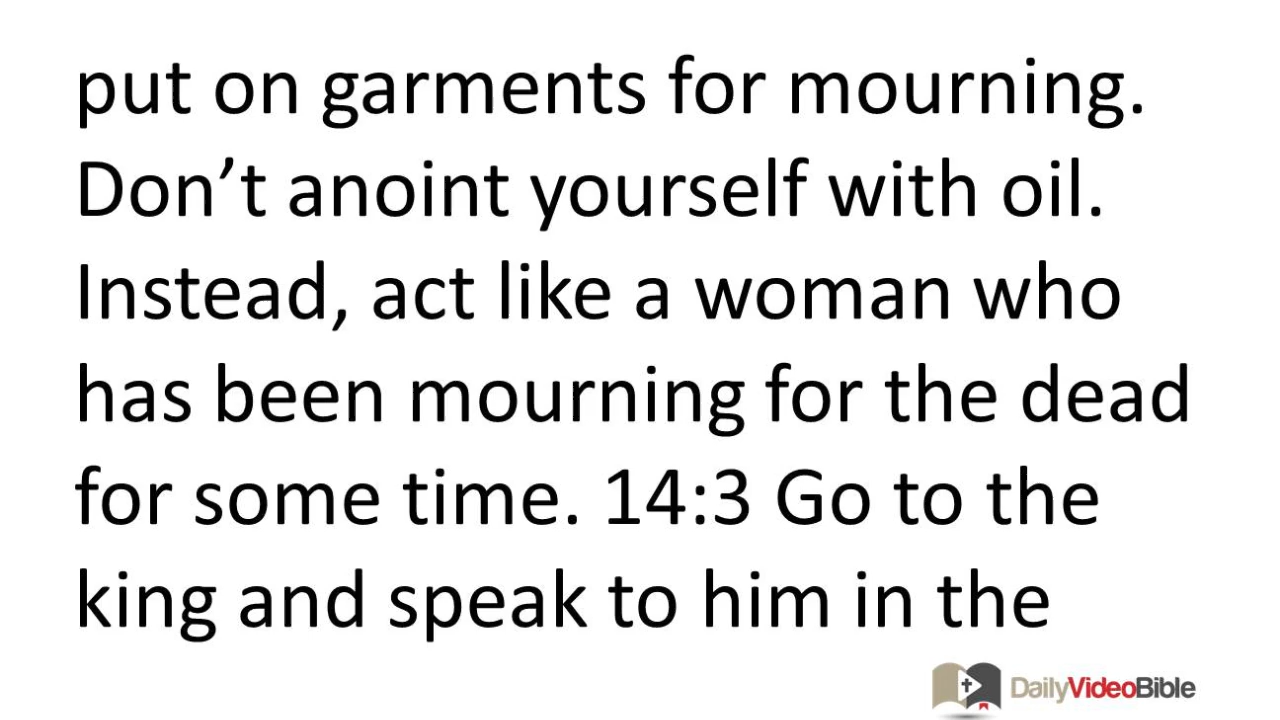 put on garments for mourning.
Don’t anoint yourself with oil.
Instead, act like a woman who
has been mourning for the dead
for some time. 14:3 Go to the
king and speak to him in the
DailyVideoBible